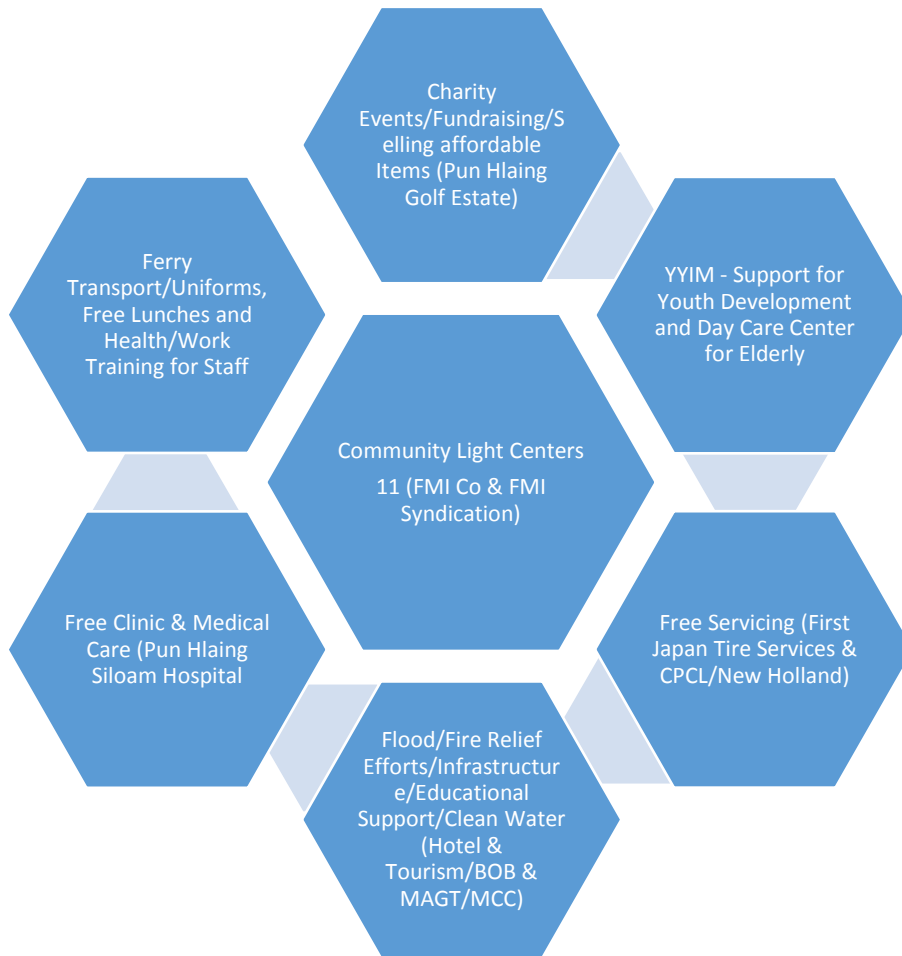 Charity
Events/Fundraising/S
elling affordable
Items (Pun Hlaing
Golf Estate)
YYIM - Support for
Youth Development
and Day Care Center
for Elderly
Free Servicing (First
Japan Tire Services &
CPCL/New Holland)
Flood/Fire Relief
Efforts/Infrastructur
e/Educational
Support/Clean Water
(Hotel &
Tourism/BOB &
MAGT/MCC)
Free Clinic & Medical
Care (Pun Hlaing
Siloam Hospital
Ferry
Transport/Uniforms,
Free Lunches and
Health/Work
Training for Staff
Community Light Centers
11 (FMI Co & FMI
Syndication)